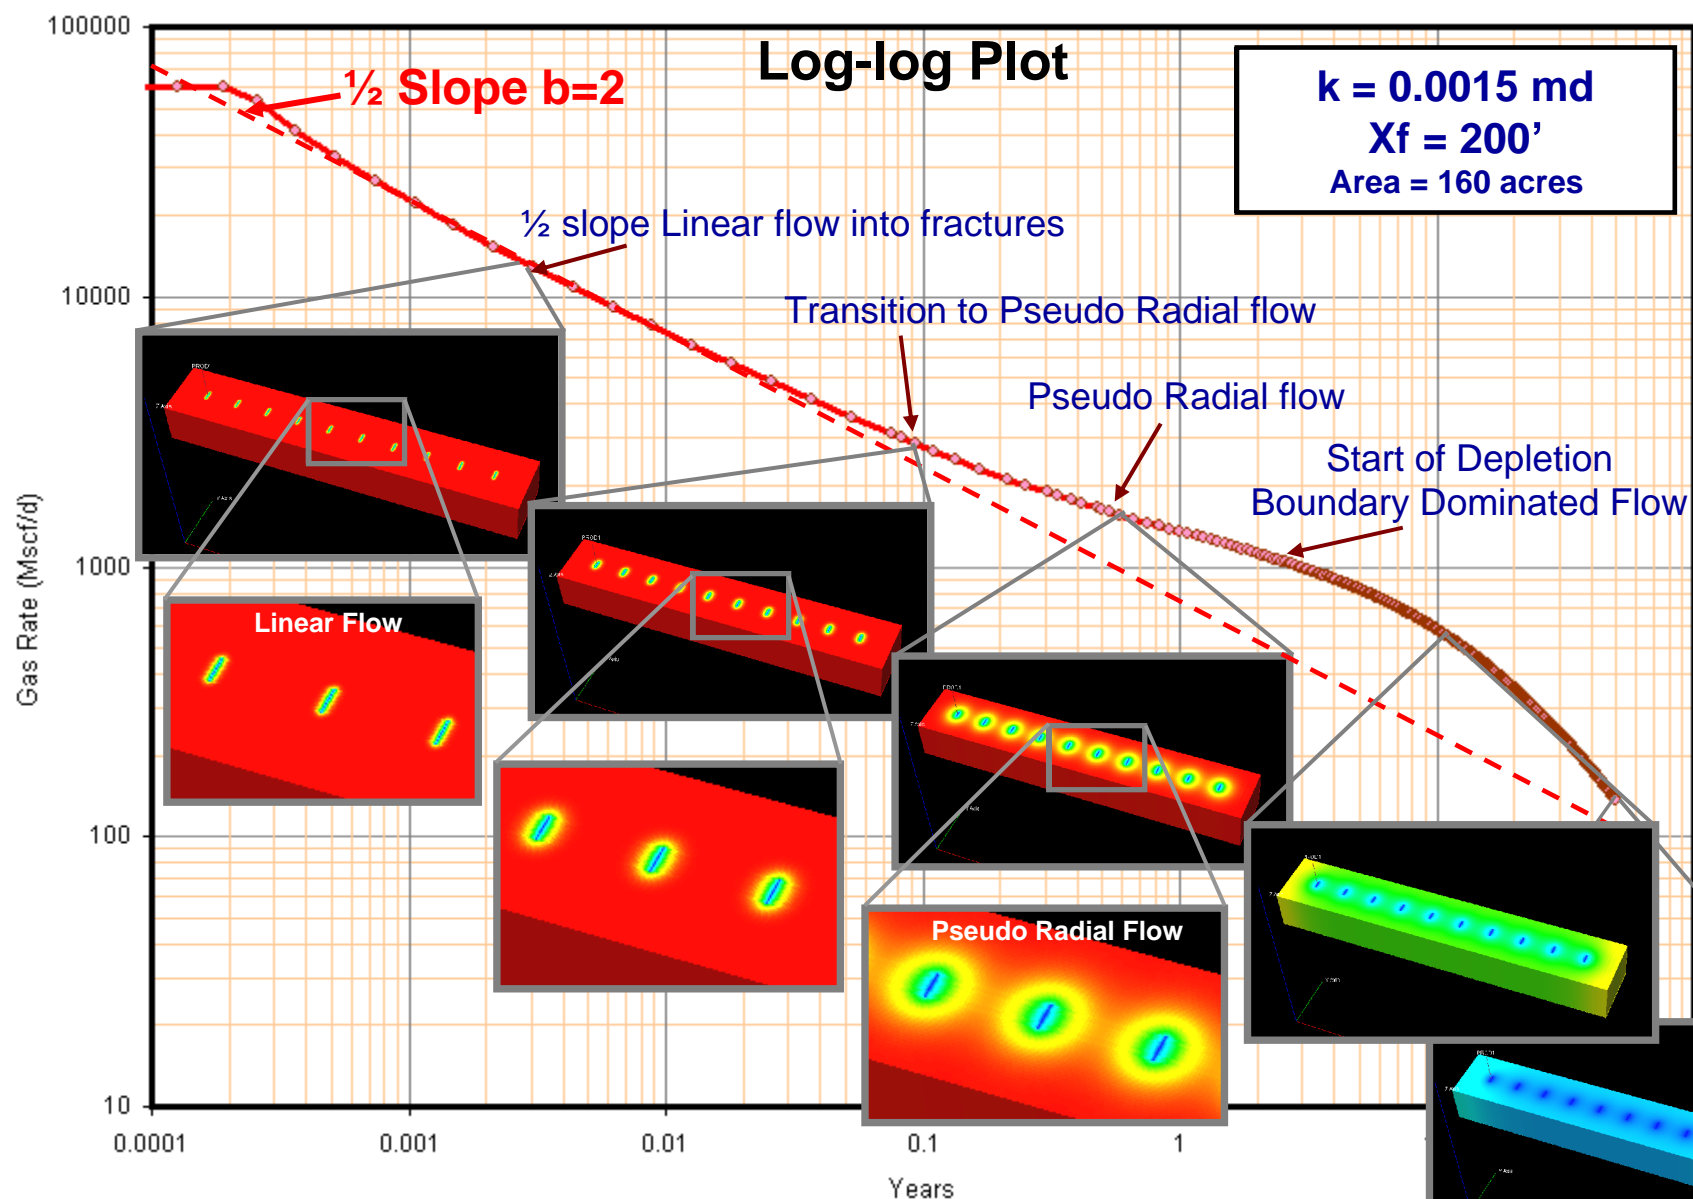 Log-log Plot
½ Slope b=2
k = 0.0015 md
Xf = 200’
Area = 160 acres
½ slope Linear flow into fractures
Transition to Pseudo Radial flow
Pseudo Radial flow
Start of Depletion
Boundary Dominated Flow
Gas Rate (Mscf/d)
100000
10000
1000
100
10
Linear Flow
Pseudo Radial Flow
PROD1
PROD1
0.0001
0.001
0.01
0.1
1
Years